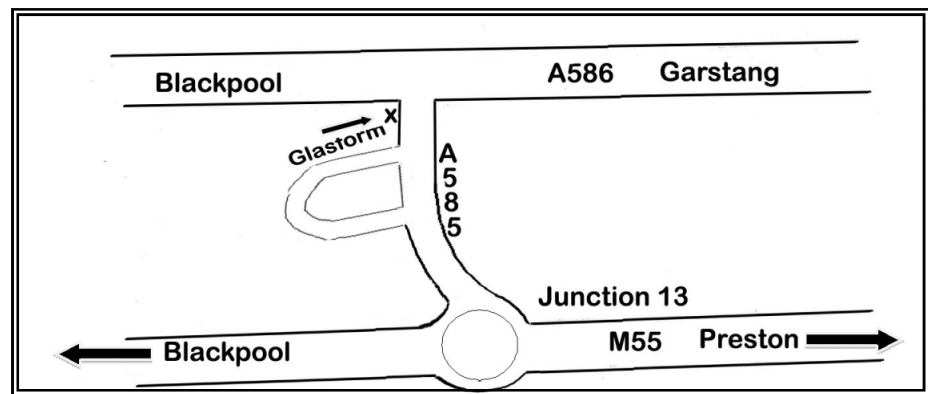 Blackpool A586 Garstang
x
Glastorm
A
5
8
5
Junction 13
Blackpool M55 Preston